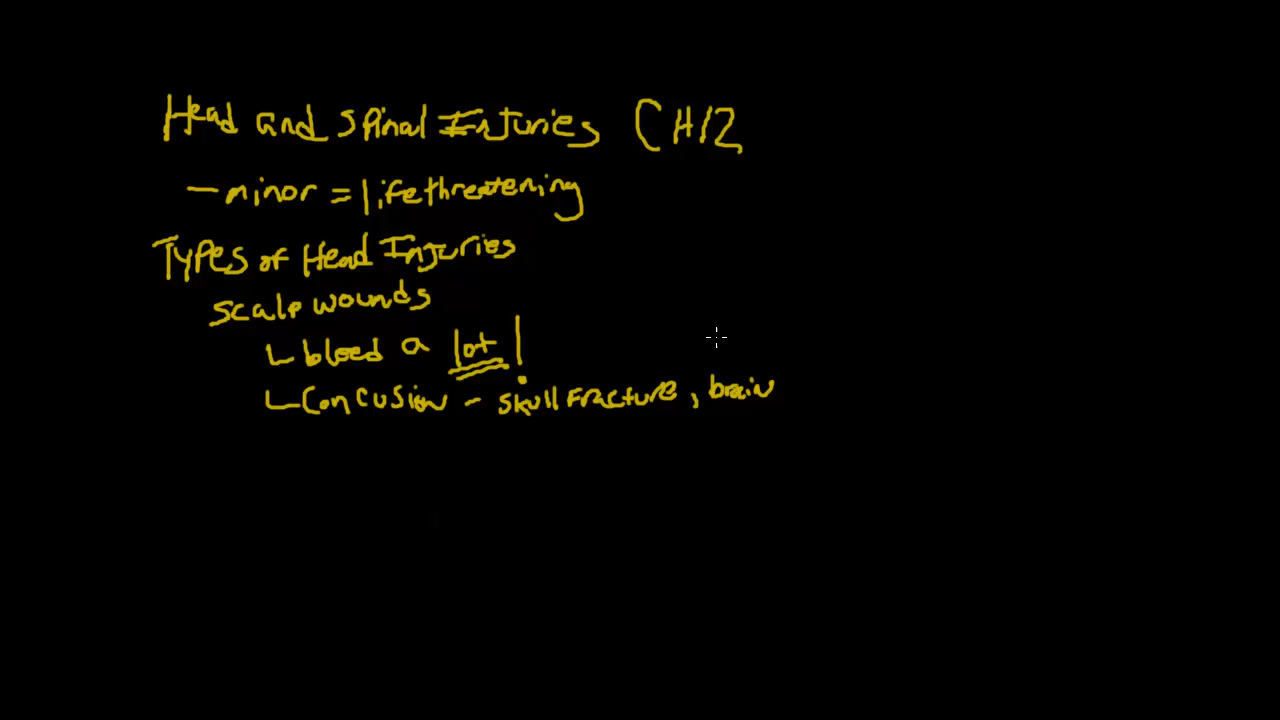 Head and Spinal Injuries CH12
- minor = lifethreatening
Types of Head Injuries
Scalp wounds
bleed a lot!
Concusion - skull fracture, brain